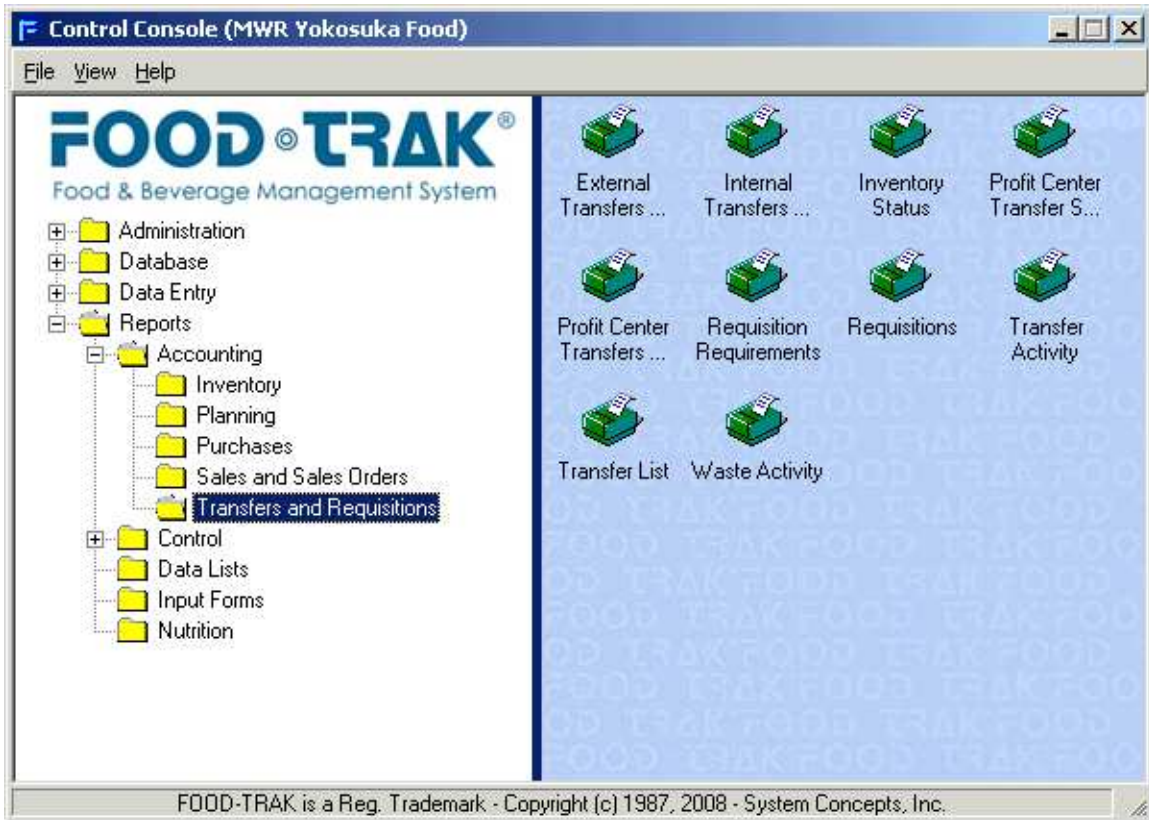 Control Console (MWR Yokosuka Food)
File View Help
FOOD TRAK®
Food & Beverage Management System
Administration
Database
Data Entry
Reports
Accounting
Inventory
Planning
Purchases
Sales and Sales Orders
Transfers and Requisitions
Control
Data Lists
Input Forms
Nutrition
External
Transfers ...
Internal
Transfers ...
Inventory
Status
Profit Center
Transfer S...
Profit Center
Transfers ...
Requisition
Requirements
Requisitions
Transfer
Activity
Transfer List
Waste Activity
FOOD-TRAK is a Reg. Trademark - Copyright (c) 1987, 2008 - System Concepts, Inc.